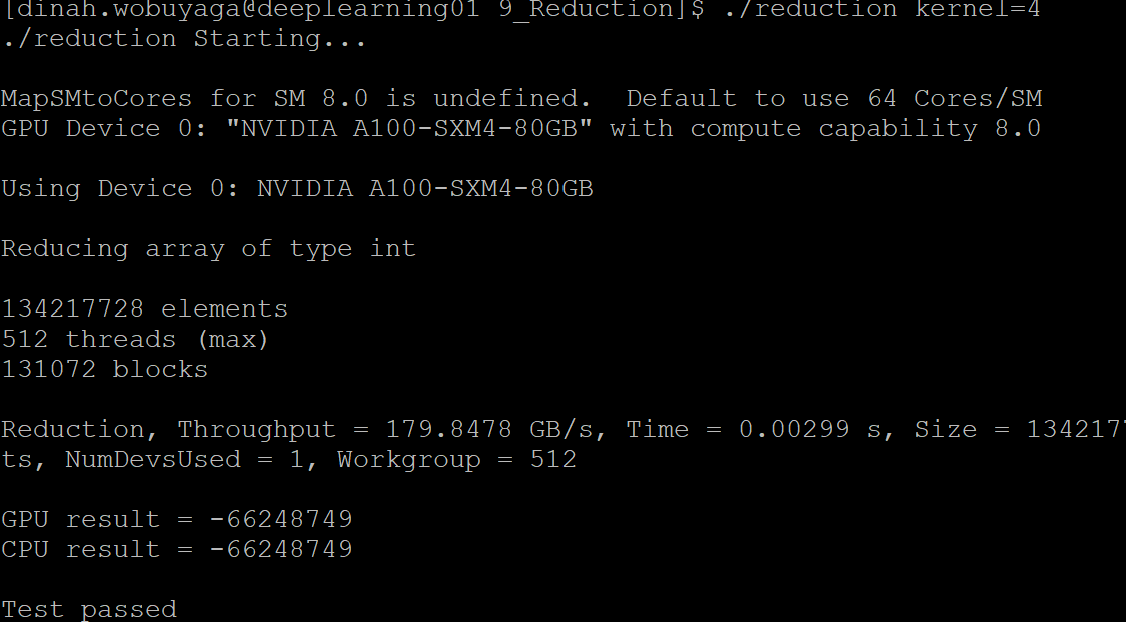 [dinah.wobuyaga@deeplearning01 9_Reduction]$ ./reduction kernel=4
./reduction Starting...
MapSMtoCores for SM 8.0 is undefined.  Default to use 64 Cores/SM
GPU Device 0: "NVIDIA A100-SXM4-80GB" with compute capability 8.0
Using Device 0: NVIDIA A100-SXM4-80GB
Reducing array of type int
134217728 elements
512 threads (max)
131072 blocks
Reduction, Throughput = 179.8478 GB/s, Time = 0.00299 s, Size = 134217
ts, NumDevsUsed = 1, Workgroup = 512
GPU result = -66248749
CPU result = -66248749
Test passed